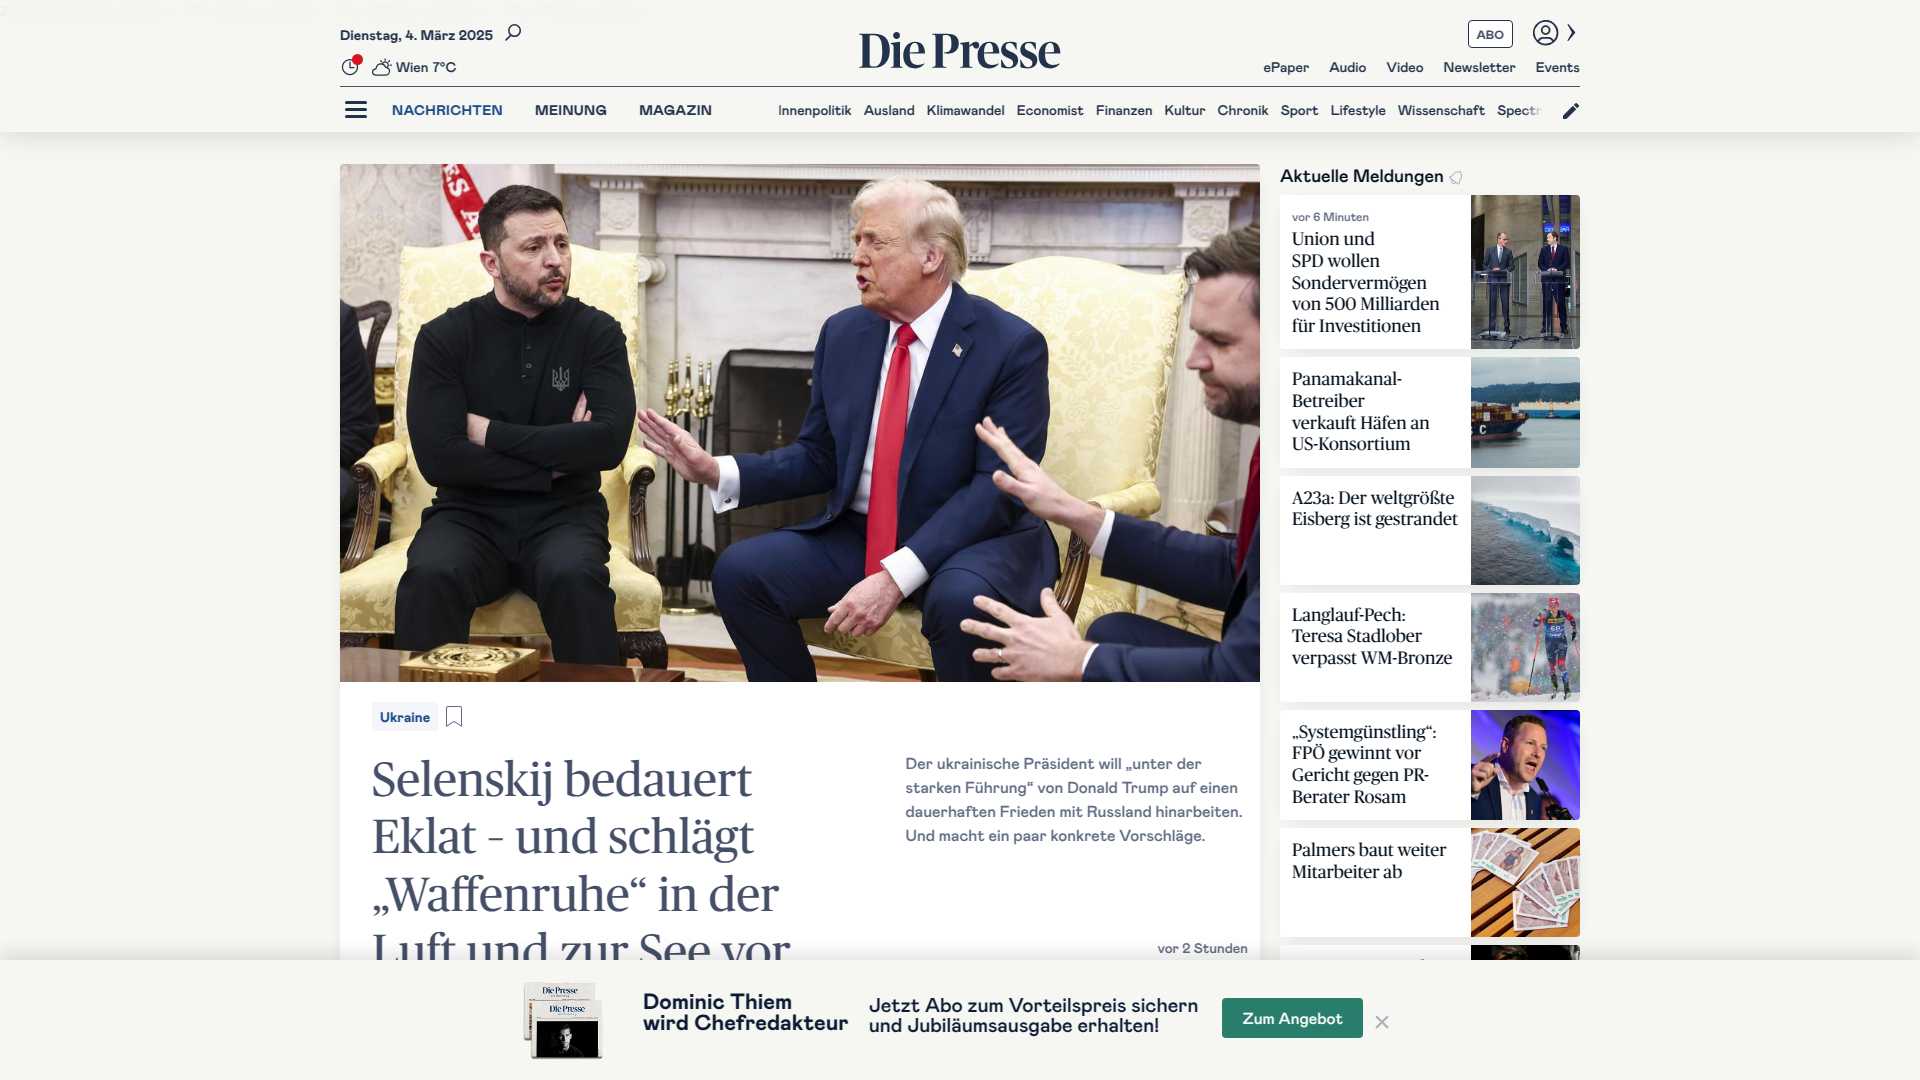 Dienstag, 4. März 2025
Wien 7°C
Die Presse
ABO
ePaper Audio Video Newsletter Events
NACHRICHTEN MEINUNG MAGAZIN
Innenpolitik Ausland Klimawandel Economist Finanzen Kultur Chronik Sport Lifestyle Wissenschaft Spectr
Ukraine
Selenskij bedauert
Eklat – und schlägt
„Waffenruhe“ in der
Luft und zur See vor
Der ukrainische Präsident will „unter der
starken Führung“ von Donald Trump auf einen
dauerhaften Frieden mit Russland hinarbeiten.
Und macht ein paar konkrete Vorschläge.
vor 2 Stunden
Aktuelle Meldungen
vor 6 Minuten
Union und
SPD wollen
Sondervermögen
von 500 Milliarden
für Investitionen
Panamakanal-
Betreiber
verkauft Häfen an
US-Konsortium
A23a: Der weltgrößte
Eisberg ist gestrandet
Langlauf-Pech:
Teresa Stadlober
verpasst WM-Bronze
„Systemgünstling“:
FPÖ gewinnt vor
Gericht gegen PR-
Berater Rosam
Palmers baut weiter
Mitarbeiter ab
Die Presse
Die Presse
Dominic Thiem
wird Chefredakteur
Jetzt Abo zum Vorteilspreis sichern
und Jubiläumsausgabe erhalten!
Zum Angebot